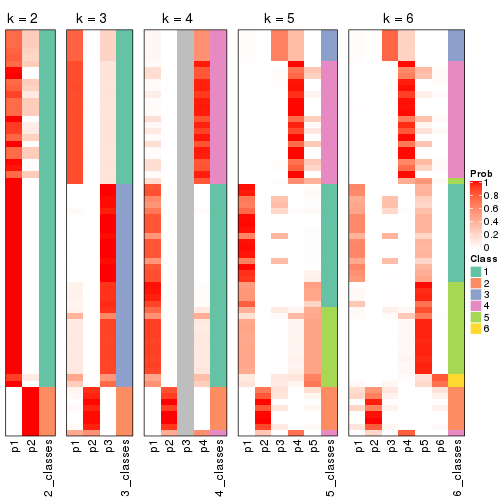 k = 2
k = 3
k = 4
k = 5
k = 6
p1
p2
2_classes
p1
p2
p3
3_classes
p1
p2
p3
p4
4_classes
p1
p2
p3
p4
p5
5_classes
p1
p2
p3
p4
p5
p6
6_classes
Prob
1
0.8
0.6
0.4
0.2
0
Class
1
2
3
4
5
6